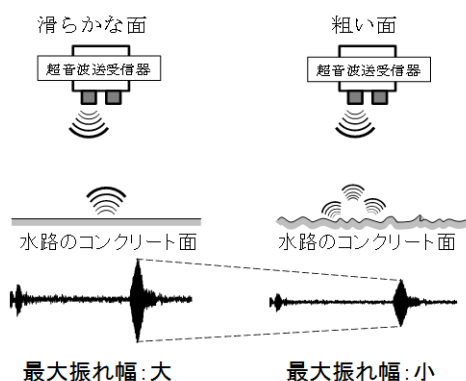 滑らかな面
粗い面
超音波送受信器
超音波送受信器
水路のコンクリート面
水路のコンクリート面
最大振れ幅:大
最大振れ幅:小